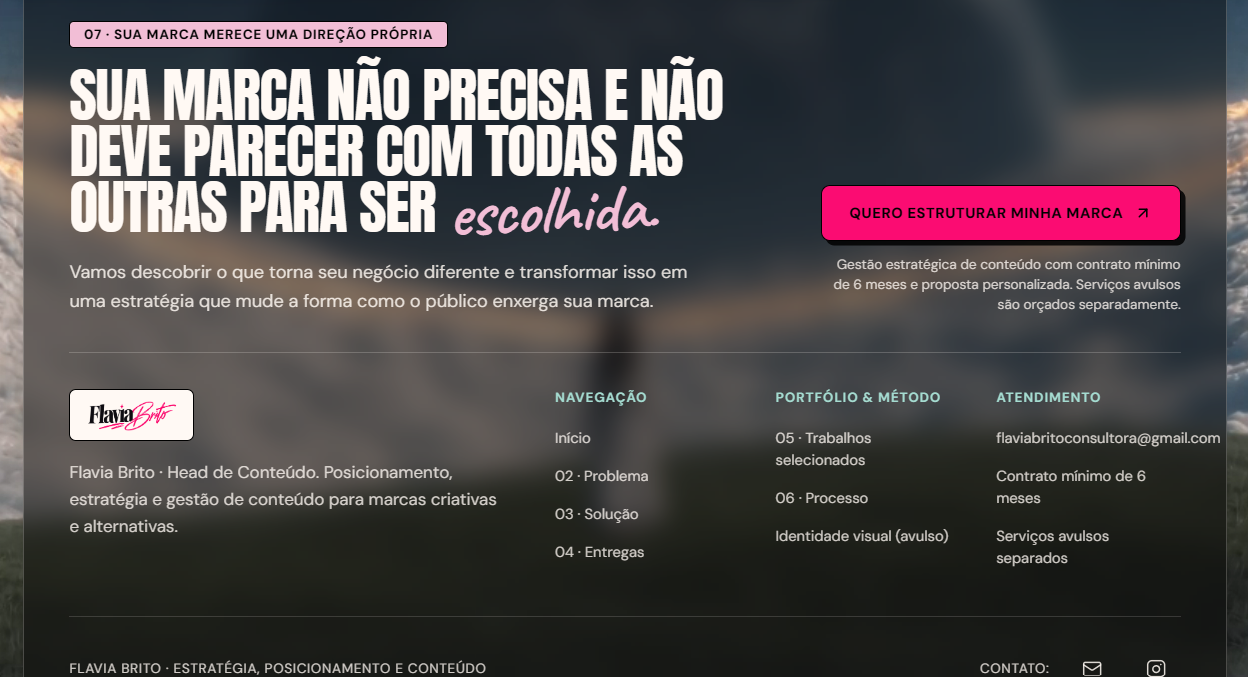 07 · SUA MARCA MERECE UMA DIREÇÃO PRÓPRIA
SUA MARCA NÃO PRECISA E NÃO
DEVE PARECER COM TODAS AS
OUTRAS PARA SER escolhida.
Vamos descobrir o que torna seu negócio diferente e transformar isso em
uma estratégia que mude a forma como o público enxerga sua marca.
QUERO ESTRUTURAR MINHA MARCA
Gestão estratégica de conteúdo com contrato mínimo
de 6 meses e proposta personalizada. Serviços avulsos
são orçados separadamente.
Flavia Brito
Flavia Brito · Head de Conteúdo. Posicionamento,
estratégia e gestão de conteúdo para marcas criativas
e alternativas.
NAVEGAÇÃO
Início
02 · Problema
03 · Solução
04 · Entregas
PORTFÓLIO & MÉTODO
05 · Trabalhos
selecionados
06 · Processo
Identidade visual (avulso)
ATENDIMENTO
flaviabritoconsultora@gmail.com
Contrato mínimo de 6
meses
Serviços avulsos
separados
FLAVIA BRITO · ESTRATÉGIA, POSICIONAMENTO E CONTEÚDO
CONTATO: